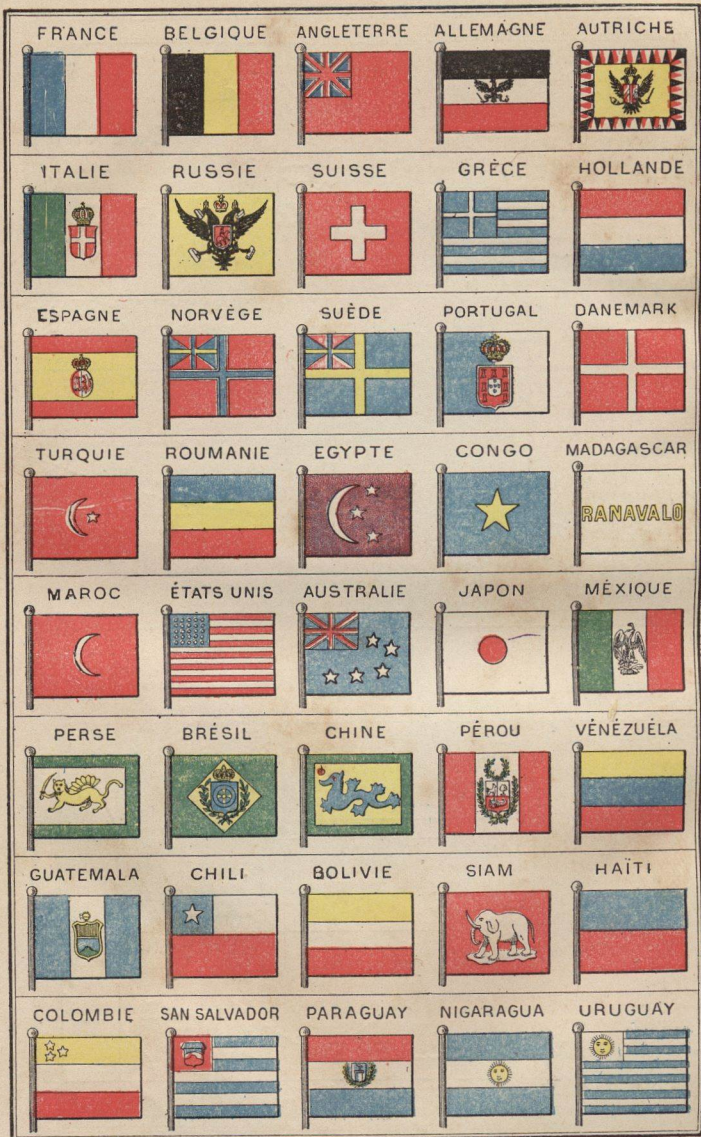 FRANCE BELGIQUE ANGLETERRE ALLEMAGNE AUTRICHE
ITALIE RUSSIE SUISSE GRÈCE HOLLANDE
ESPAGNE NORVÈGE SUÈDE PORTUGAL DANEMARK
TURQUIE ROUMANIE EGYPTE CONGO MADAGASCAR
RANAVALO
MAROC ÉTATS UNIS AUSTRALIE JAPON MÉXIQUE
PERSE BRÉSIL CHINE PÉROU VÉNÉZUÉLA
GUATEMALA CHILI BOLIVIE SIAM HAÏTI
COLOMBIE SAN SALVADOR PARAGUAY NIGARAGUA URUGUAY